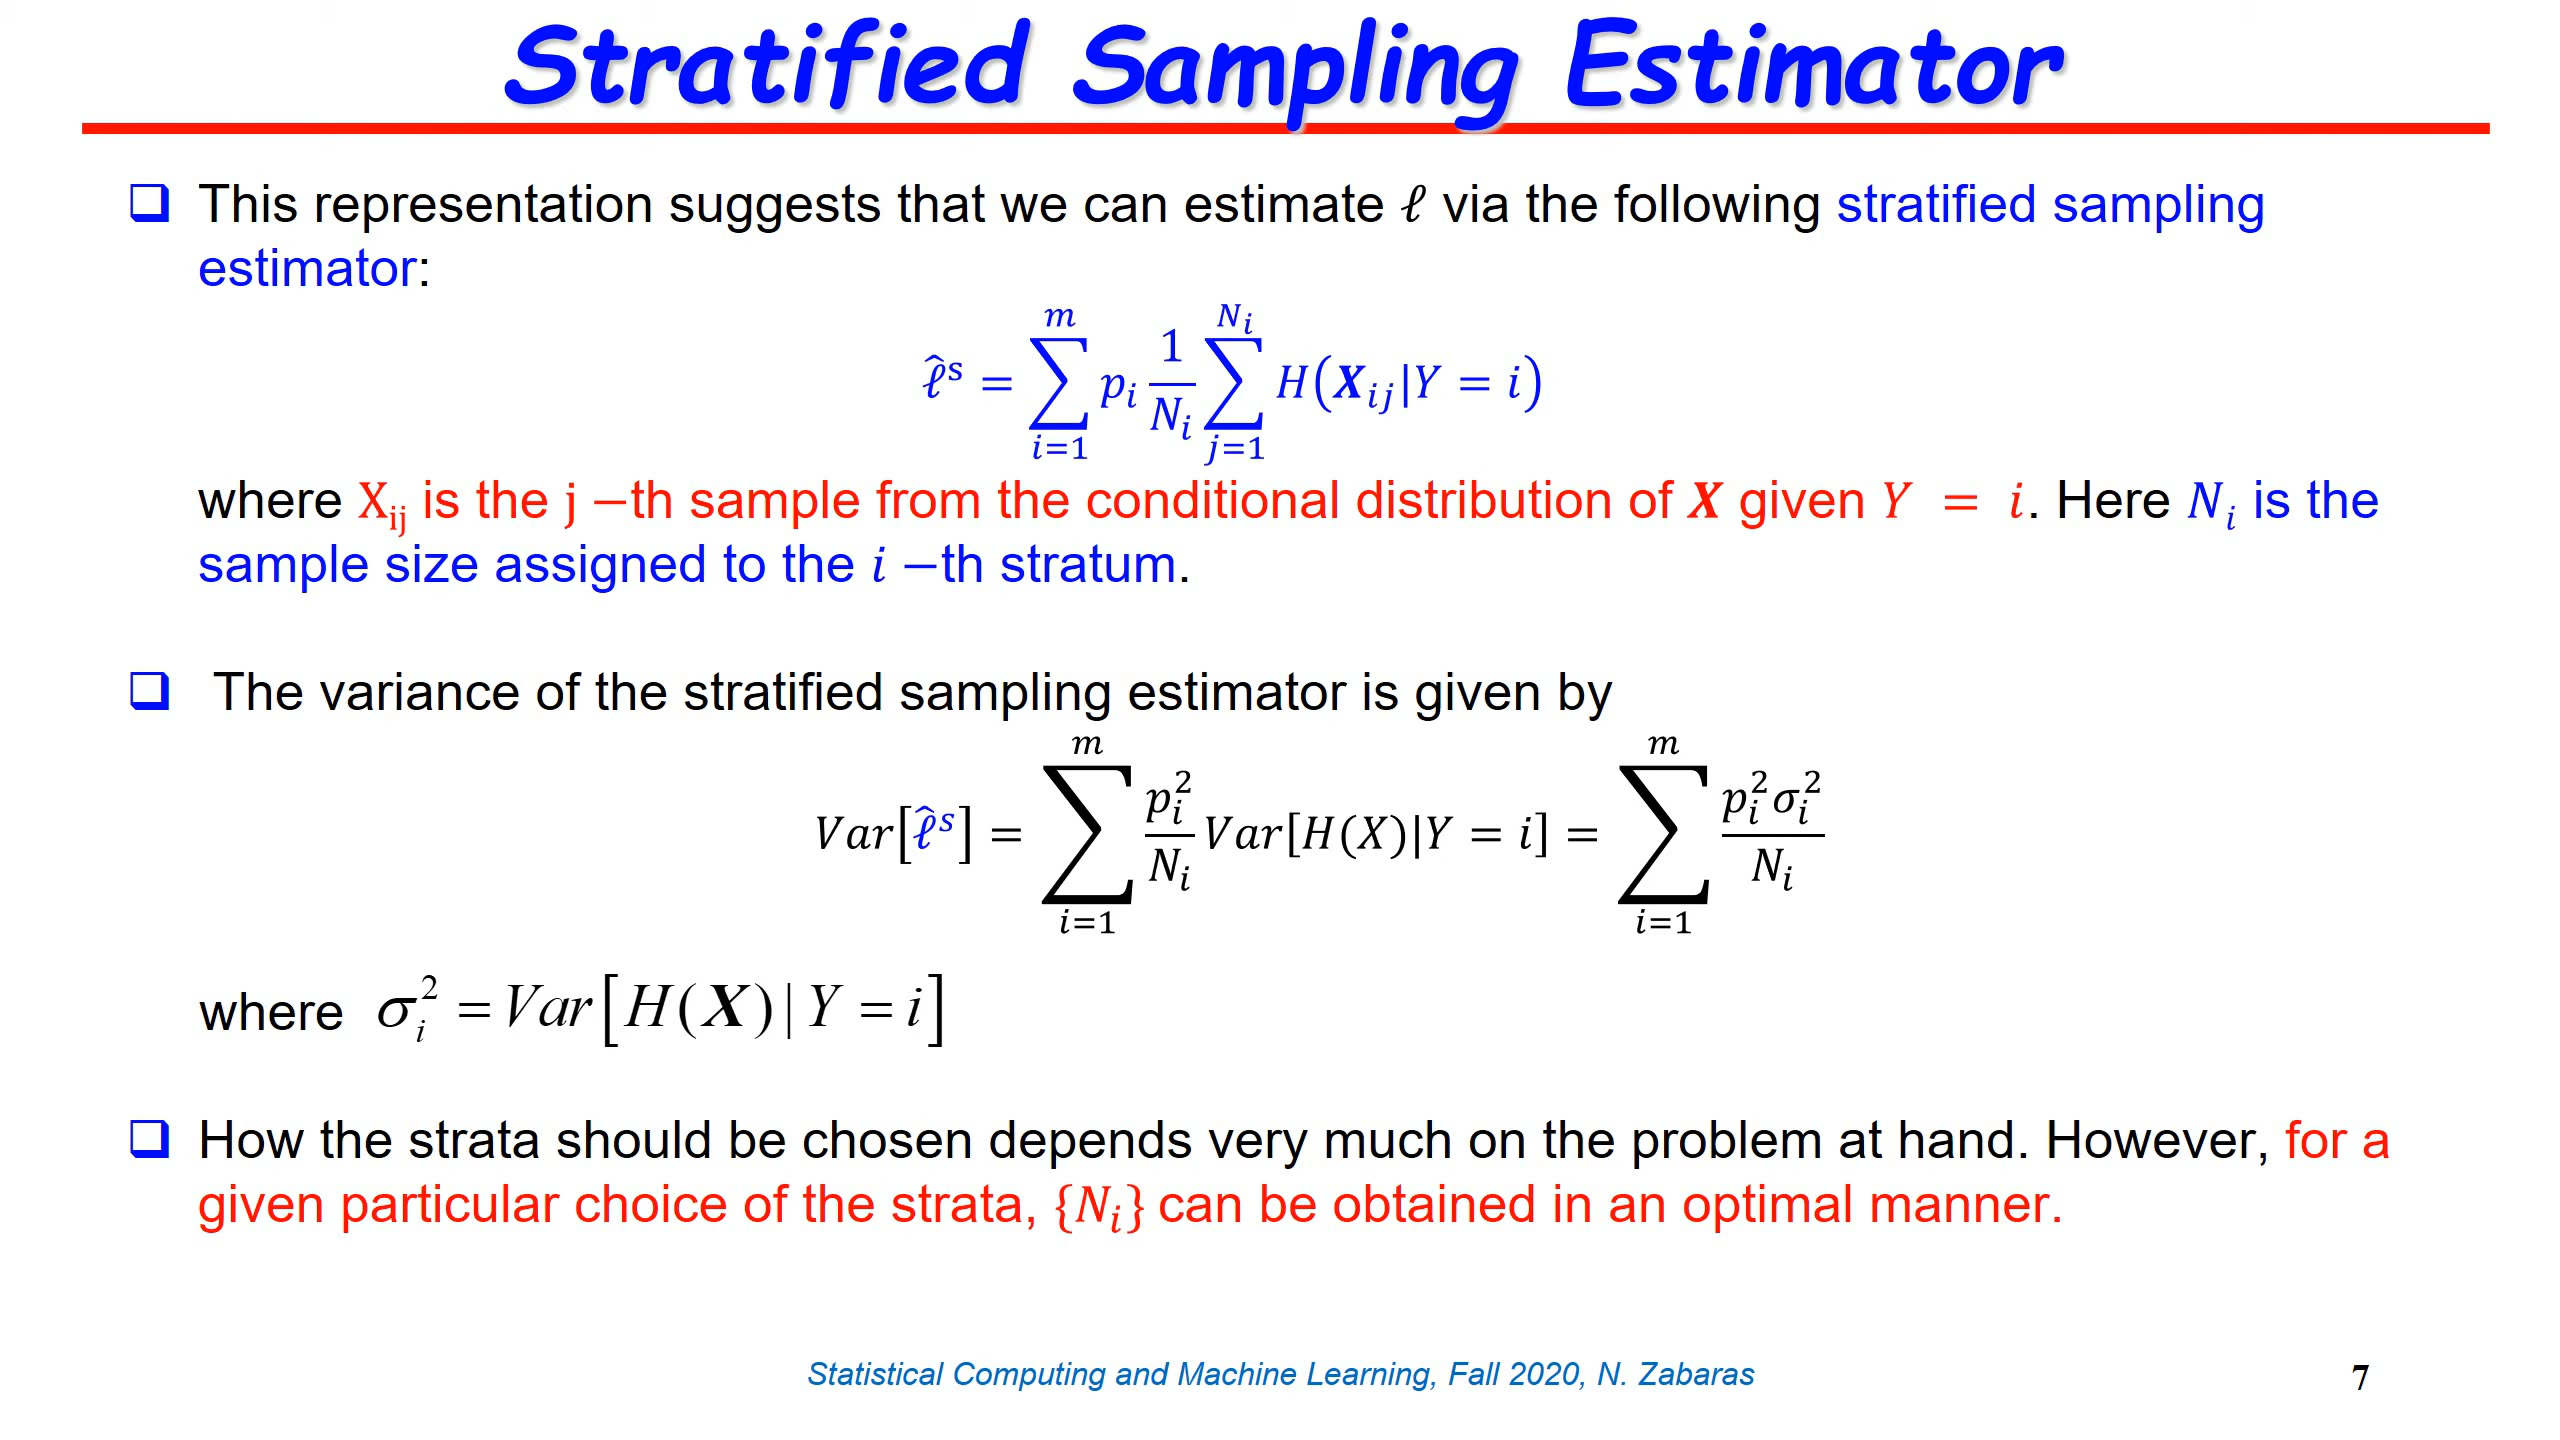 Stratified Sampling Estimator
❑ This representation suggests that we can estimate ℓ via the following stratified sampling
estimator:
ℓ̂ˢ = ∑_{i=1}^{m} p_i \frac{1}{N_i} ∑_{j=1}^{N_i} H(X_{ij}|Y = i)
where X_{ij} is the j −th sample from the conditional distribution of X given Y = i. Here N_i is the
sample size assigned to the i −th stratum.
❑ The variance of the stratified sampling estimator is given by
Var[ℓ̂ˢ] = ∑_{i=1}^{m} \frac{p_i^2}{N_i} Var[H(X)|Y = i] = ∑_{i=1}^{m} \frac{p_i^2 σ_i^2}{N_i}
where σ_i^2 = Var[H(X) | Y = i]
❑ How the strata should be chosen depends very much on the problem at hand. However, for a
given particular choice of the strata, {N_i} can be obtained in an optimal manner.
Statistical Computing and Machine Learning, Fall 2020, N. Zabaras
7